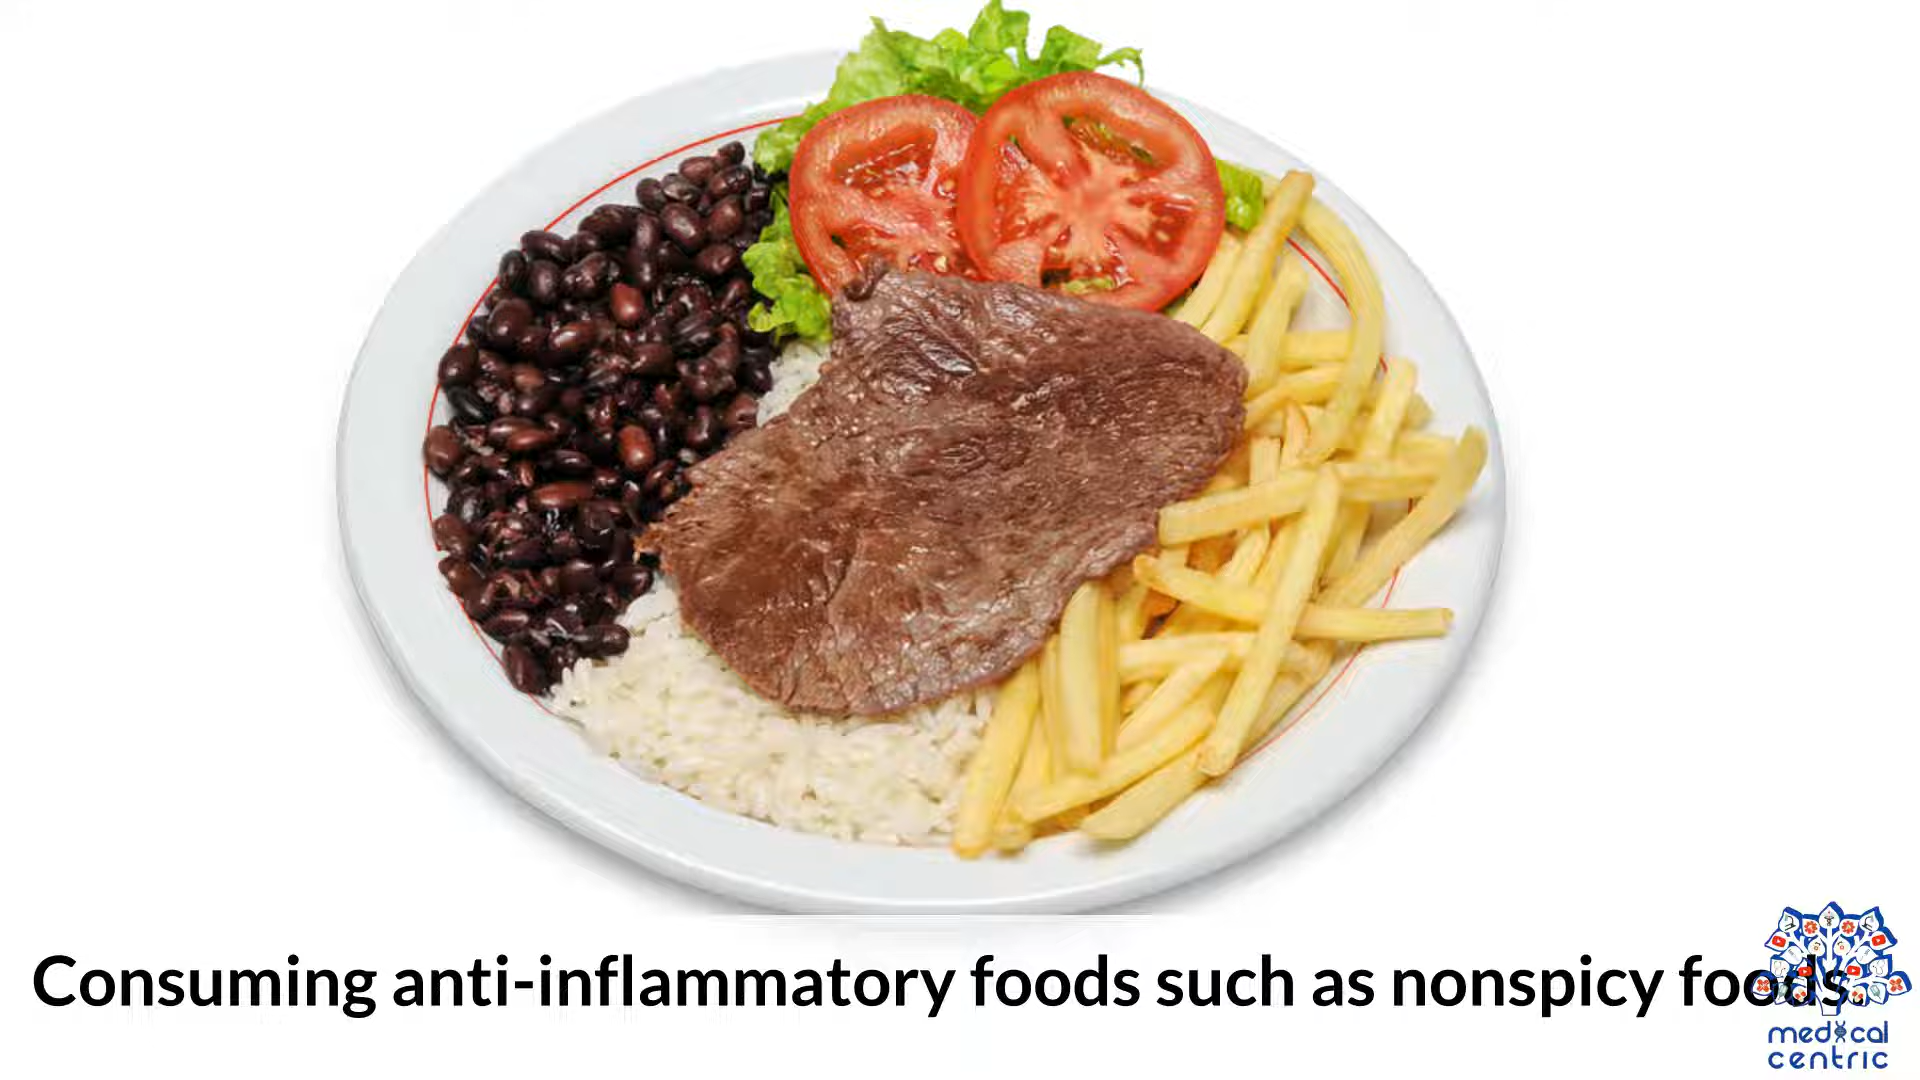 Consuming anti-inflammatory foods such as nonspicy foods.
medical
centric